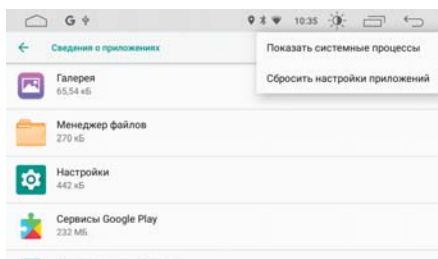 G
10:35
Сведения о приложениях
Показать системные процессы
Сбросить настройки приложений
Галерея
65,54 кБ
Менеджер файлов
270 кБ
Настройки
442 кБ
Сервисы Google Play
232 МБ